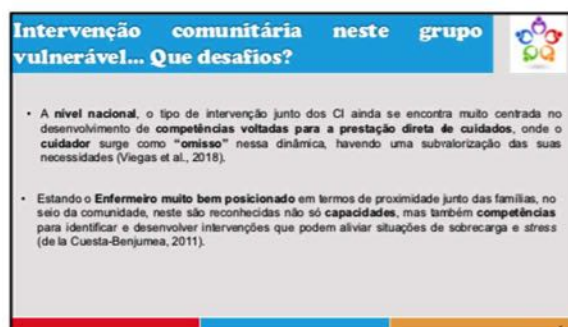 Intervenção comunitária neste grupo
vulnerável... Que desafios?
• A nível nacional, o tipo de intervenção junto dos CI ainda se encontra muito centrada no
desenvolvimento de competências voltadas para a prestação direta de cuidados, onde o
cuidador surge como “omisso” nessa dinâmica, havendo uma subvalorização das suas
necessidades (Viegas et al., 2018).
• Estando o Enfermeiro muito bem posicionado em termos de proximidade junto das famílias, no
seio da comunidade, neste são reconhecidas não só capacidades, mas também competências
para identificar e desenvolver intervenções que podem aliviar situações de sobrecarga e stress
(de la Cuesta-Benjumea, 2011).